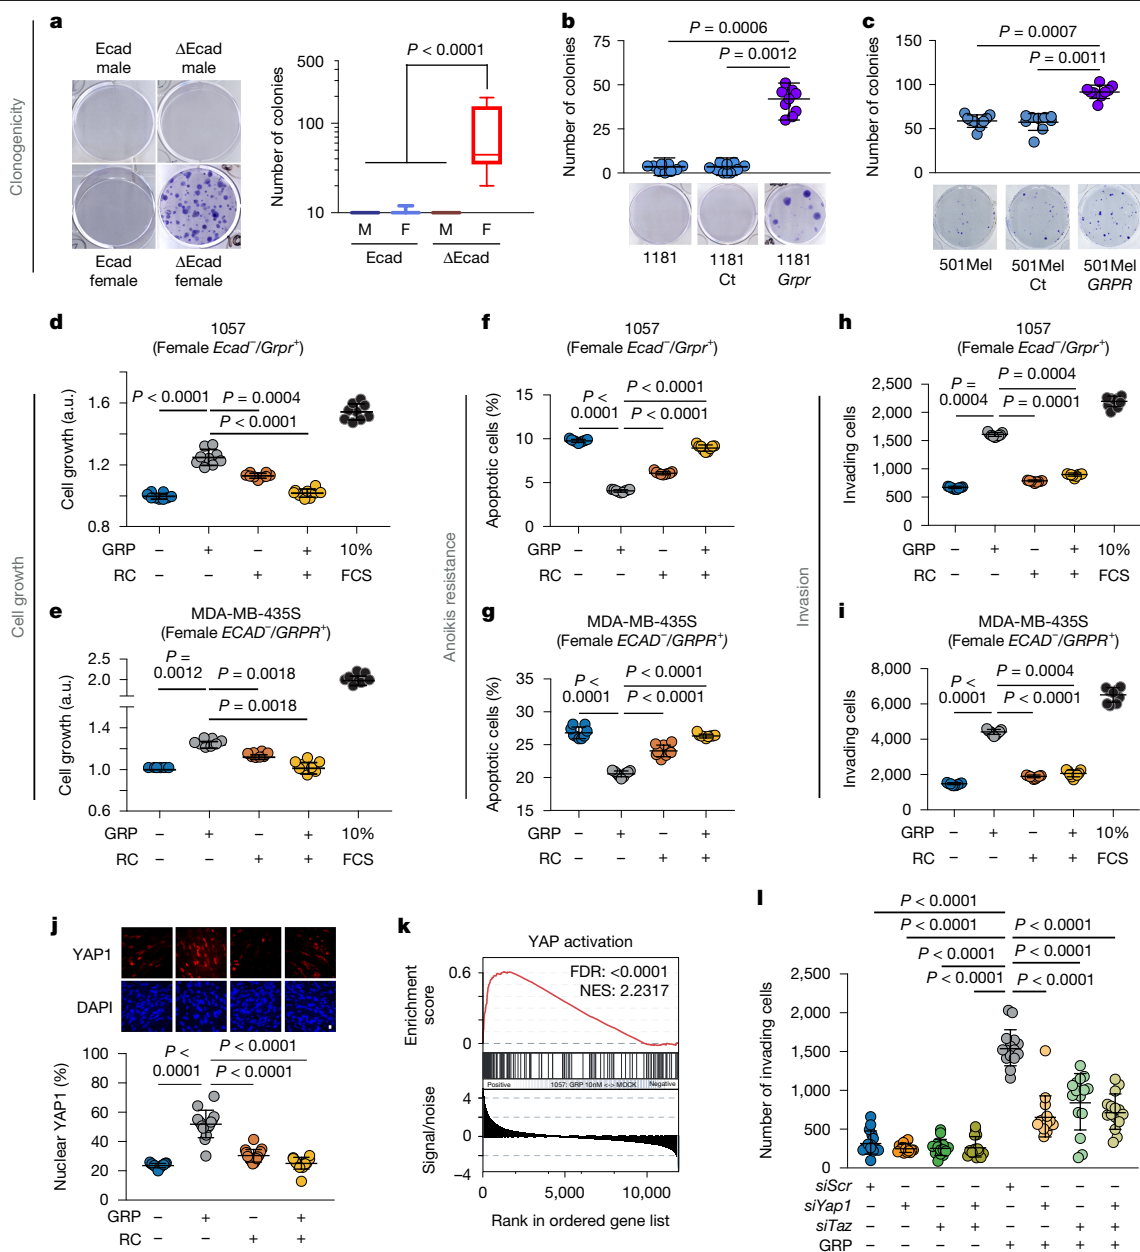 Clonogenicity
a
Ecad male
ΔEcad male
Ecad female
ΔEcad female
Number of colonies
500
100
10
P < 0.0001
M F M F
Ecad ΔEcad
b
Number of colonies
75
50
25
0
P = 0.0006
P = 0.0012
1181
1181 Ct
1181 Grpr
c
Number of colonies
150
100
50
0
P = 0.0007
P = 0.0011
501Mel
501Mel Ct
501Mel GRPR
Cell growth
d
1057
(Female Ecad–/Grpr+)
Cell growth (a.u.)
1.6
1.2
0.8
P < 0.0001
P = 0.0004
P < 0.0001
GRP – + – + 10%
RC – – + + FCS
e
MDA-MB-435S
(Female ECAD–/GRPR+)
Cell growth (a.u.)
2.5
2.0
1.4
1.0
0.6
P = 0.0012
P = 0.0018
P = 0.0018
GRP – + – + 10%
RC – – + + FCS
Anoikis resistance
f
1057
(Female Ecad–/Grpr+)
Apoptotic cells (%)
15
10
5
0
P < 0.0001
P < 0.0001
P < 0.0001
– + – +
– – + +
g
MDA-MB-435S
(Female ECAD–/GRPR+)
Apoptotic cells (%)
35
30
25
20
15
P < 0.0001
P < 0.0001
P < 0.0001
– + – +
– – + +
Invasion
h
1057
(Female Ecad–/Grpr+)
Invading cells
2,500
2,000
1,500
1,000
500
0
P = 0.0004
P = 0.0004
P = 0.0001
– + – + 10%
– – + + FCS
i
MDA-MB-435S
(Female ECAD–/GRPR+)
Invading cells
8,000
6,000
4,000
2,000
0
P < 0.0001
P = 0.0004
P < 0.0001
– + – + 10%
– – + + FCS
j
YAP1
DAPI
Nuclear YAP1 (%)
100
80
60
40
20
0
P < 0.0001
P < 0.0001
P < 0.0001
GRP – + – +
RC – – + +
k
YAP activation
FDR: <0.0001
NES: 2.2317
Enrichment score
0.6
0
Positive 1057: GRP 10nM <-> MOCK Negative
Signal/noise
4
0
–4
0 5,000 10,000
Rank in ordered gene list
l
P < 0.0001
P < 0.0001 P < 0.0001
P < 0.0001 P < 0.0001
P < 0.0001 P < 0.0001
Number of invading cells
2,500
2,000
1,500
1,000
500
0
siScr + – – – + – – –
siYap1 – + – + – + – +
siTaz – – + + – – + +
GRP – – – – + + + +